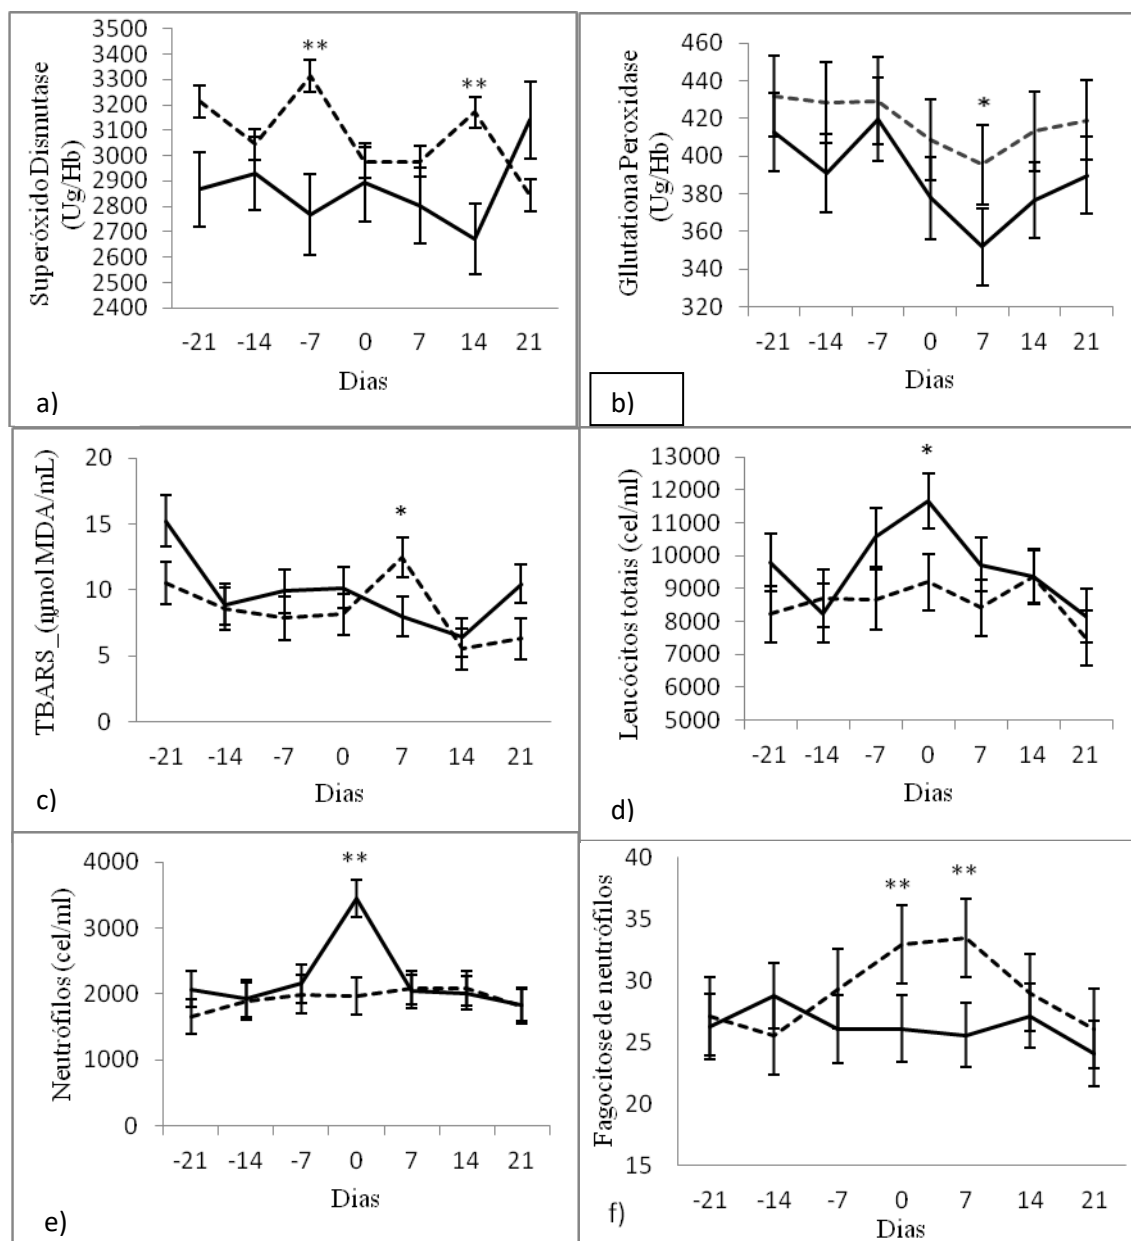 Superóxido Dismutase
(Ug/Hb)
3500
3400
3300
3200
3100
3000
2900
2800
2700
2600
2500
2400
**
**
-21 -14 -7 0 7 14 21
Dias
a)
Gllutationa Peroxidase
(Ug/Hb)
460
440
420
400
380
360
340
320
*
-21 -14 -7 0 7 14 21
Dias
b)
TBARS_(ηmol MDA/mL)
20
15
10
5
0
*
-21 -14 -7 0 7 14 21
Dias
c)
Leucócitos totais (cel/ml)
13000
12000
11000
10000
9000
8000
7000
6000
5000
*
-21 -14 -7 0 7 14 21
Dias
d)
Neutrófilos (cel/ml)
4000
3000
2000
1000
0
**
-21 -14 -7 0 7 14 21
Dias
e)
Fagocitose de neutrófilos
40
35
30
25
20
15
**
**
-21 -14 -7 0 7 14 21
Dias
f)